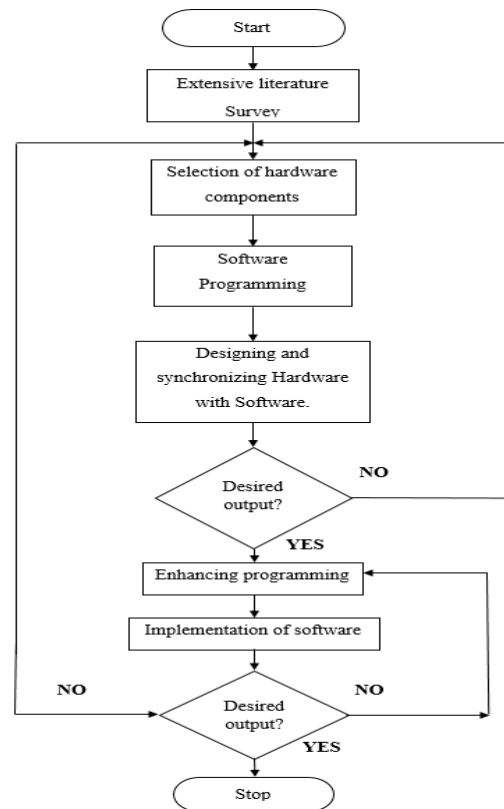 Start
Extensive literature
Survey
Selection of hardware
components
Software
Programming
Designing and
synchronizing Hardware
with Software.
Desired
output?
NO
YES
Enhancing programming
Implementation of software
NO
Desired
output?
NO
YES
Stop